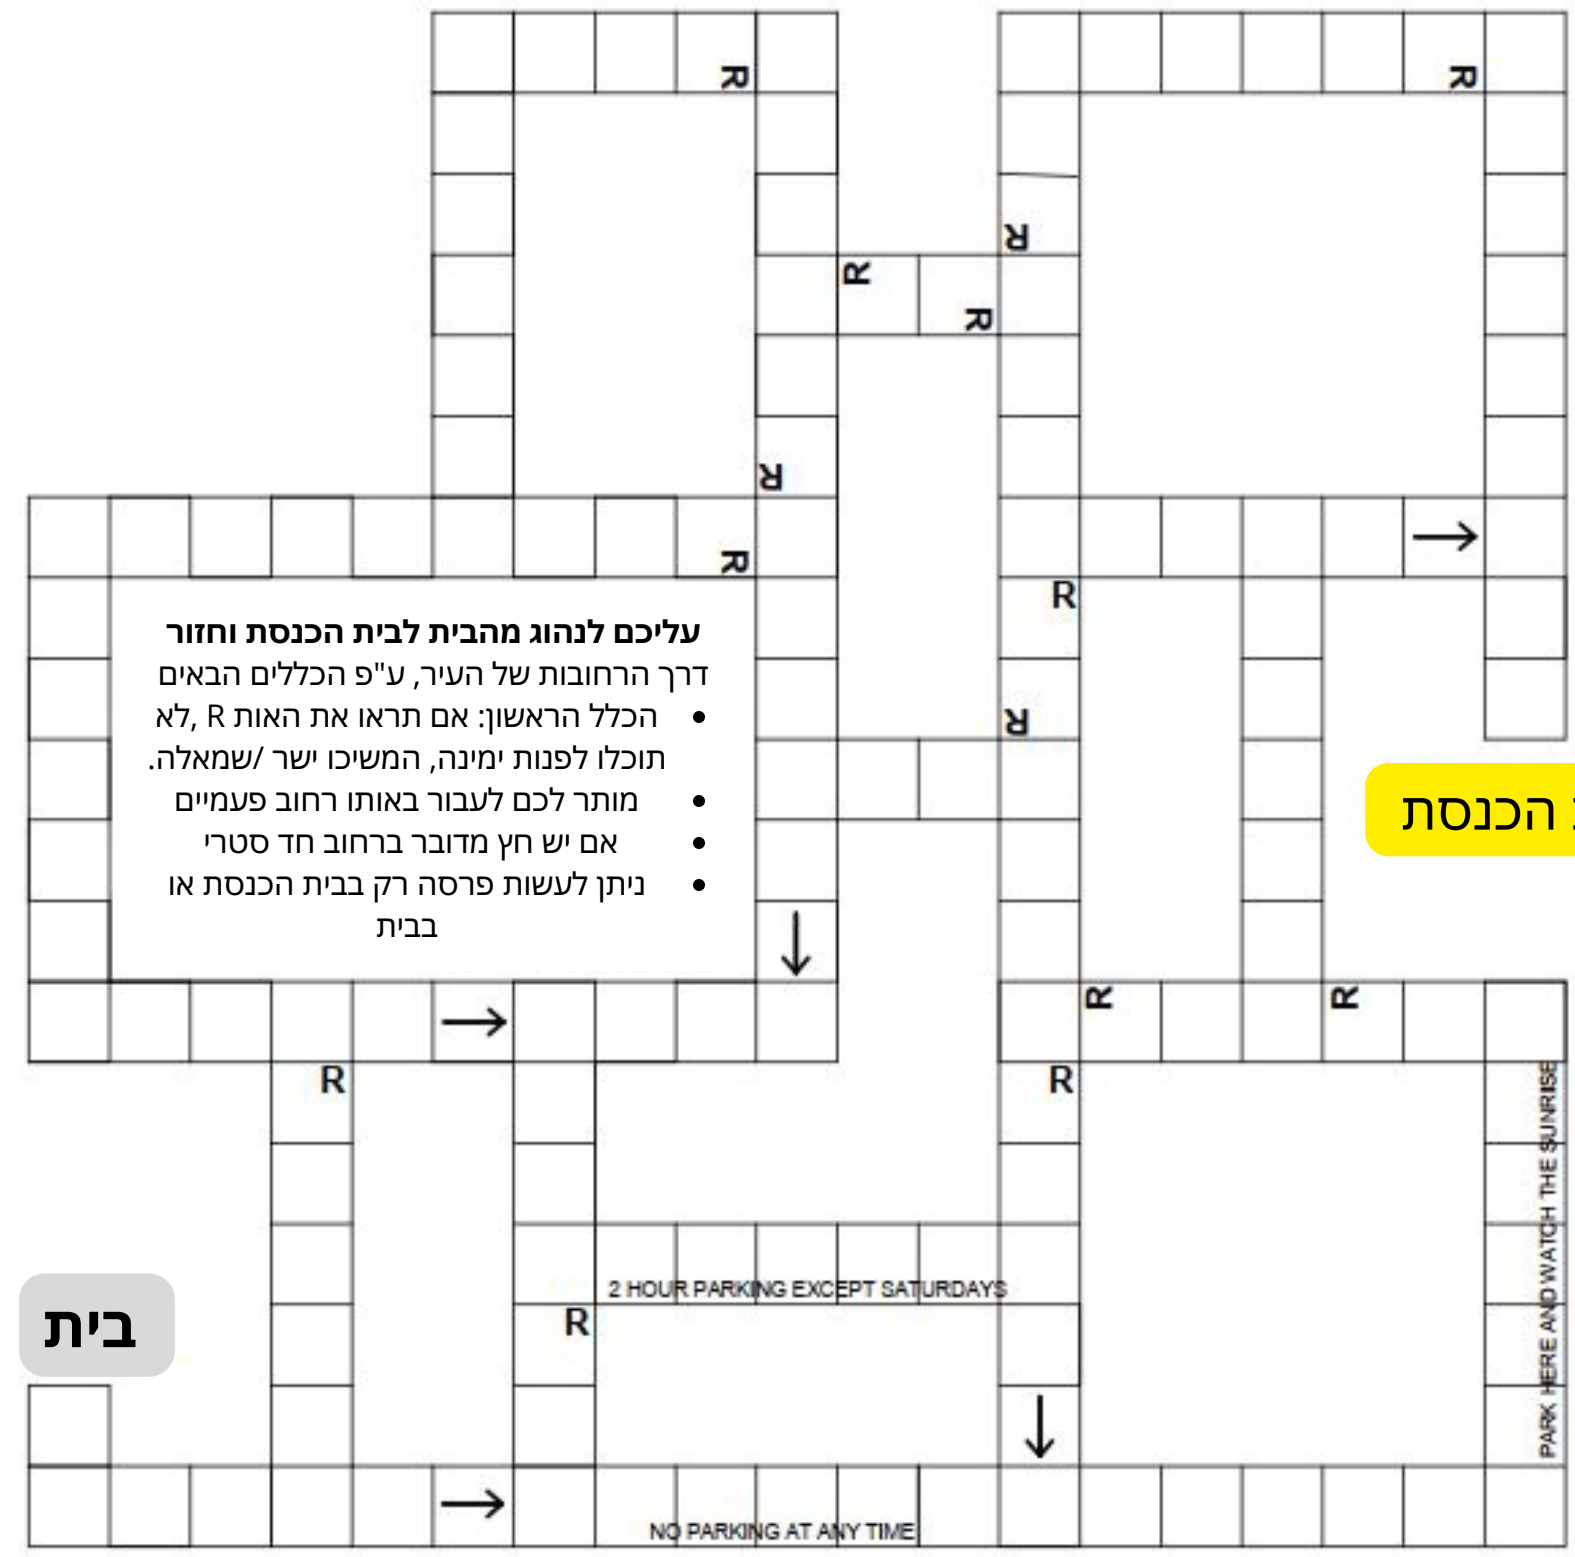 R
R
R
R
R
R
R
R
עליכם לנהוג מהבית לבית הכנסת וחזור
דרך הרחובות של העיר, ע"פ הכללים הבאים
• הכלל הראשון: אם תראו את האות R ,לא
תוכלו לפנות ימינה, המשיכו ישר /שמאלה.
• מותר לכם לעבור באותו רחוב פעמיים
• אם יש חץ מדובר ברחוב חד סטרי
• ניתן לעשות פרסה רק בבית הכנסת או
בבית
R
הכנסת
→
↓
R
R
→
R
R
PARK HERE AND WATCH THE SUNRISE
2 HOUR PARKING EXCEPT SATURDAYS
בית
R
↓
→
NO PARKING AT ANY TIME